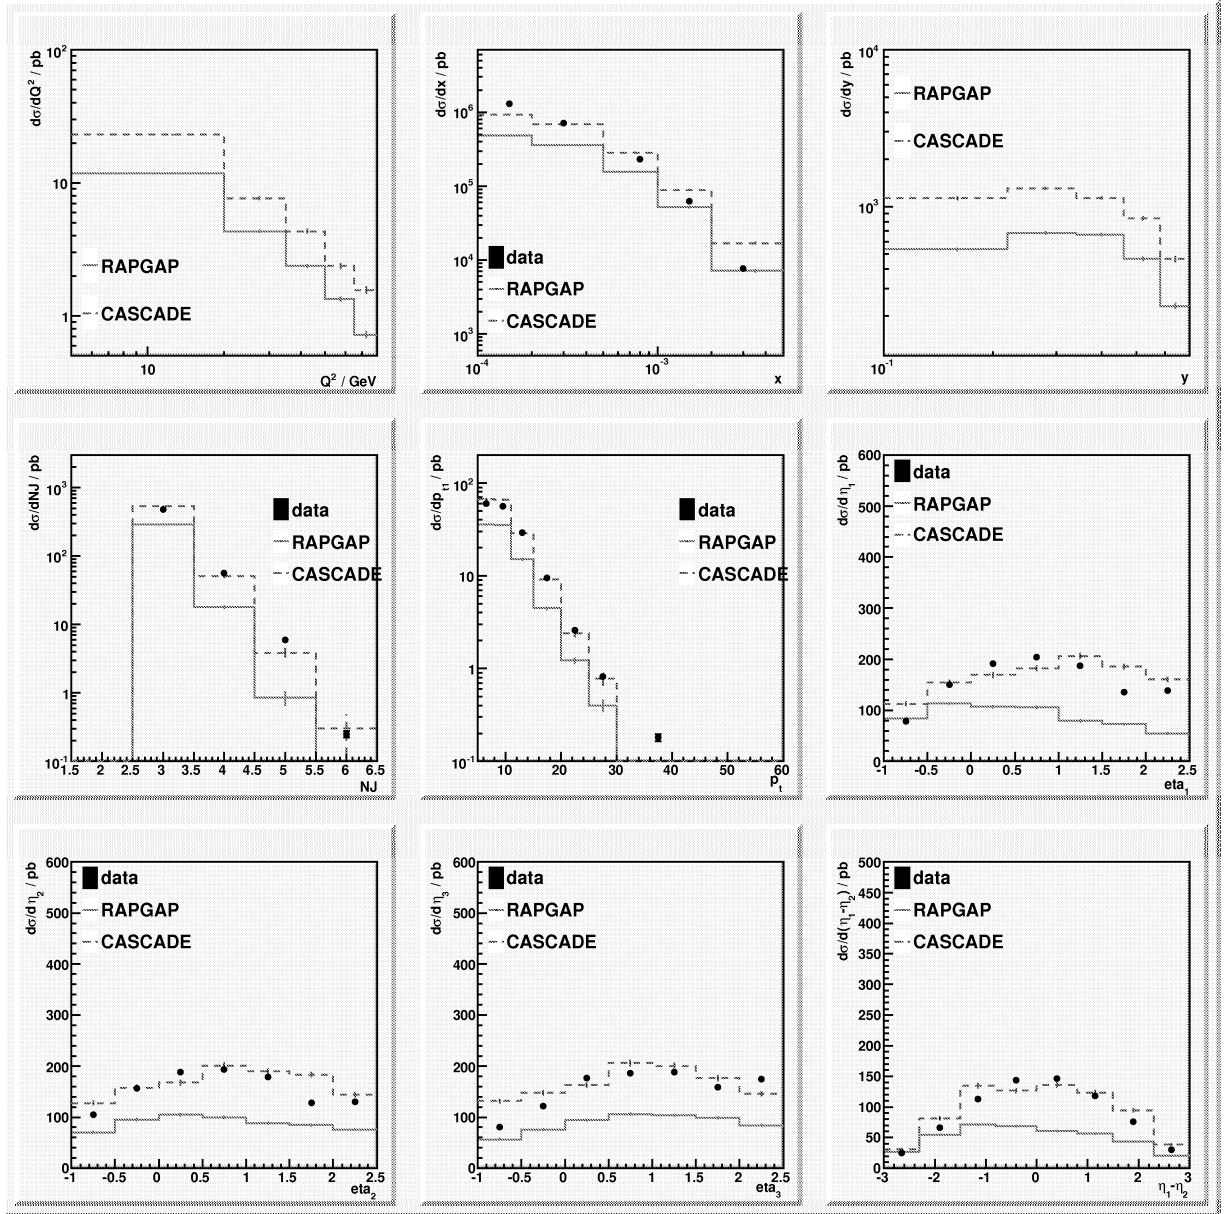 dσ/dQ² / pb
10²
10
1
RAPGAP
CASCADE
10
Q² / GeV
dσ/dx / pb
10⁶
10⁵
10⁴
10³
data
RAPGAP
CASCADE
10⁻⁴ 10⁻³
x
dσ/dy / pb
10⁴
10³
RAPGAP
CASCADE
10⁻¹
y
dσ/dNJ / pb
10³
10²
10
1
10⁻¹
data
RAPGAP
CASCADE
1.5 2 2.5 3 3.5 4 4.5 5 5.5 6 6.5
NJ
dσ/dp_t1 / pb
10²
10
1
10⁻¹
data
RAPGAP
CASCADE
10 20 30 40 50 60
p_t
dσ/dη₁ / pb
600
500
400
300
200
100
0
data
RAPGAP
CASCADE
-1 -0.5 0 0.5 1 1.5 2 2.5
eta₁
dσ/dη₂ / pb
600
500
400
300
200
100
0
data
RAPGAP
CASCADE
-1 -0.5 0 0.5 1 1.5 2 2.5
eta₂
dσ/dη₃ / pb
600
500
400
300
200
100
0
data
RAPGAP
CASCADE
-1 -0.5 0 0.5 1 1.5 2 2.5
eta₃
dσ/d(η₁-η₂) / pb
500
450
400
350
300
250
200
150
100
50
0
data
RAPGAP
CASCADE
-3 -2 -1 0 1 2 3
η₁-η₂